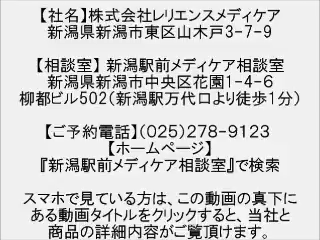 【社名】株式会社レリエンスメディケア
新潟県新潟市東区山木戸3-7-9
【相談室】 新潟駅前メディケア相談室
新潟県新潟市中央区花園1-4-6
柳都ビル502（新潟駅万代口より徒歩1分）
【ご予約電話】（025）278-9123
【ホームページ】
『新潟駅前メディケア相談室』で検索
スマホで見ている方は、この動画の真下に
ある動画タイトルをクリックすると、当社と
商品の詳細内容がご覧頂けます。